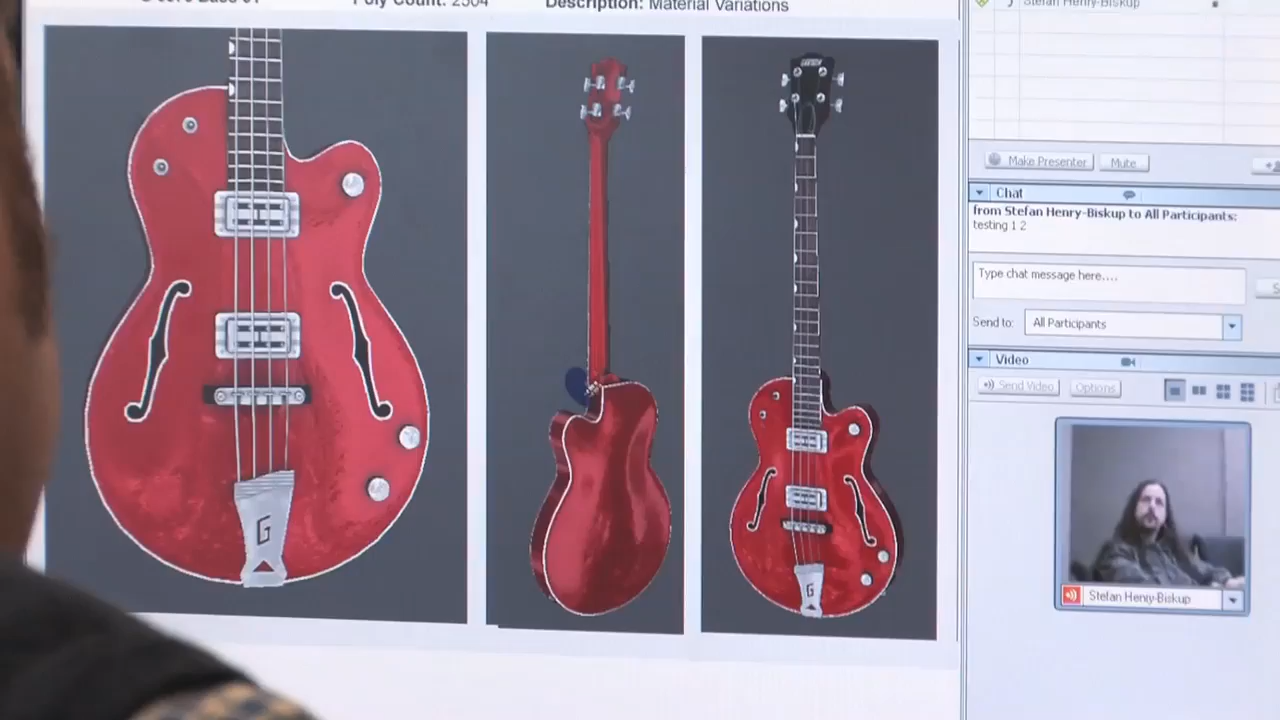 Poly Count: 2504
Description: Material Variations
Stefan Henry-Biskup
Make Presenter
Mute
Chat
from Stefan Henry-Biskup to All Participants:
testing 1 2
Type chat message here....
Send to:
All Participants
Video
Send Video
Options
Stefan Henry-Biskup
G
G